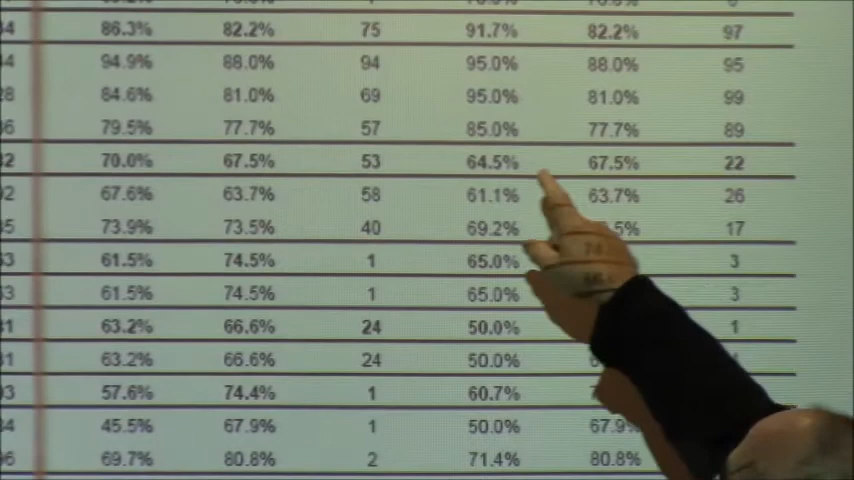 86.3% 82.2% 75 91.7% 82.2% 97
94.9% 88.0% 94 95.0% 88.0% 95
84.6% 81.0% 69 95.0% 81.0% 99
79.5% 77.7% 57 85.0% 77.7% 89
70.0% 67.5% 53 64.5% 67.5% 22
67.6% 63.7% 58 61.1% 63.7% 26
73.9% 73.5% 40 69.2% .5% 17
61.5% 74.5% 1 65.0% 3
61.5% 74.5% 1 65.0% 3
63.2% 66.6% 24 50.0% 1
63.2% 66.6% 24 50.0%
57.6% 74.4% 1 60.7%
45.5% 67.9% 1 50.0% 67.9%
69.7% 80.8% 2 71.4% 80.8%